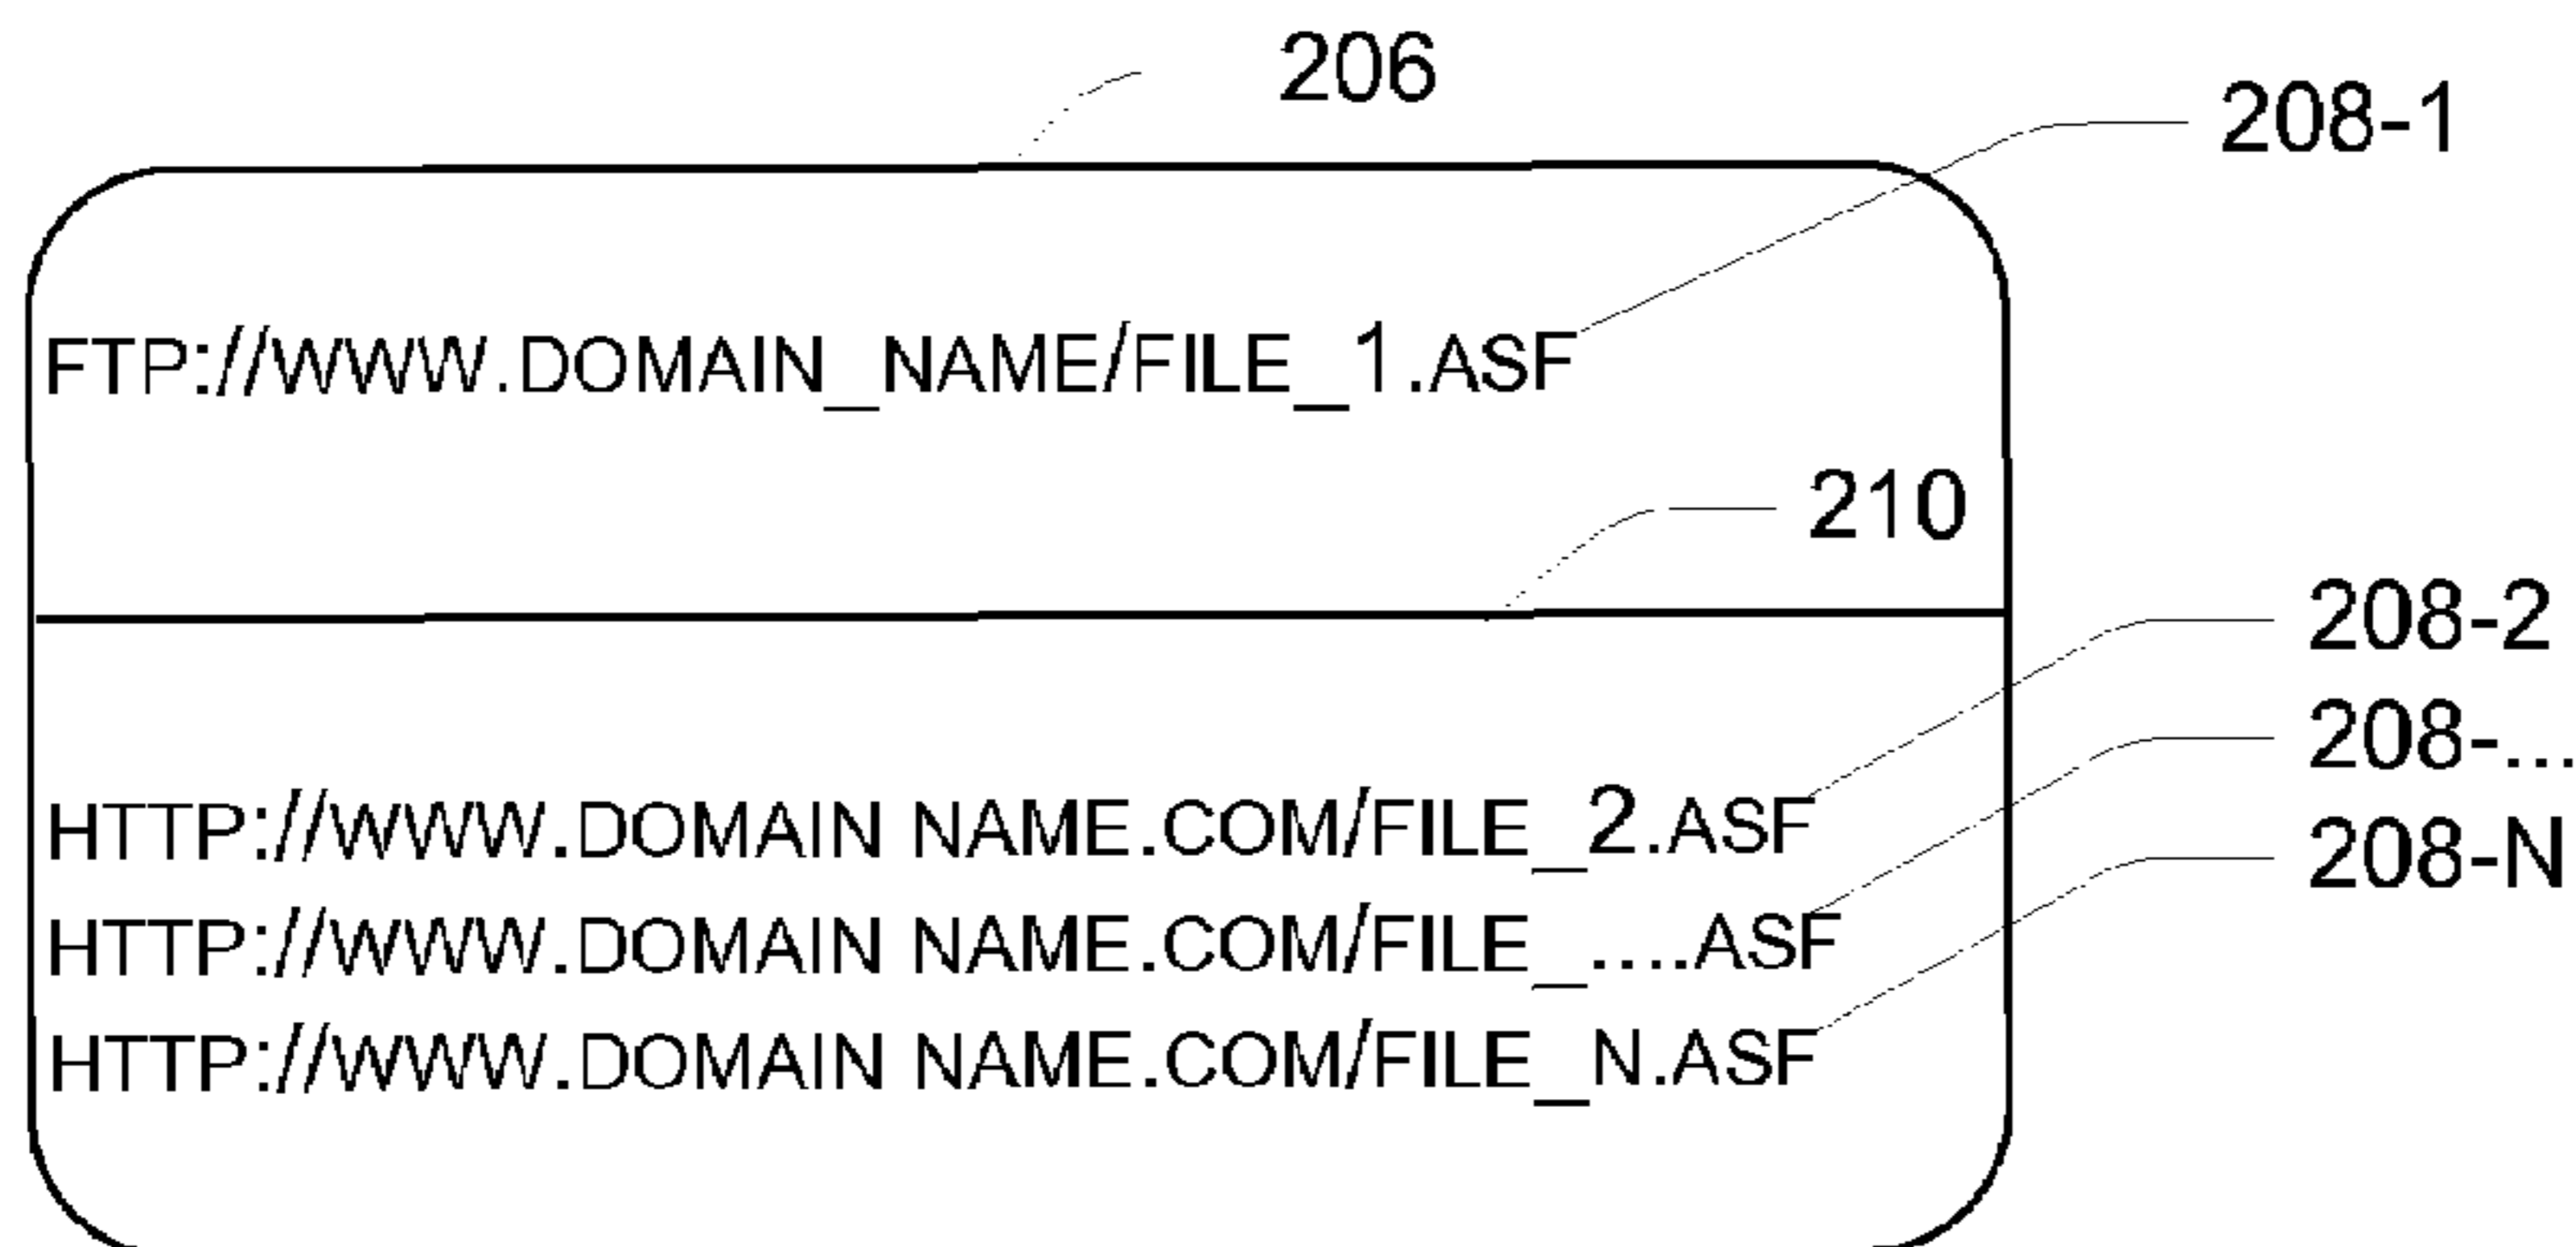 206
208-1
FTP://WWW.DOMAIN_NAME/FILE_1.ASF
210
208-2
208-...
208-N
HTTP://WWW.DOMAIN NAME.COM/FILE_2.ASF
HTTP://WWW.DOMAIN NAME.COM/FILE_....ASF
HTTP://WWW.DOMAIN NAME.COM/FILE_N.ASF